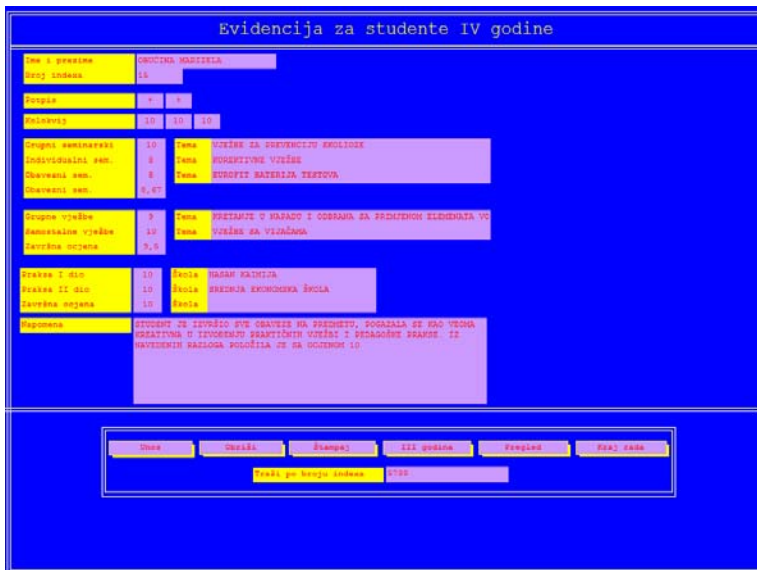 Evidencija za studente IV godine
Ime i prezime OBUĆINA MARIZELA
Broj indexa
Potpis + +
Kolokvij 10 10 10
Grupni seminarski 10 Tema VJEŽBE ZA PREVENCIJU SKOLIOZE
Individualni sem. 8 Tema KOREKTIVNE VJEŽBE
Obavezni sem. 8 Tema EUROFIT BATERIJA TESTOVA
Obavezni sem. 8,67
Grupne vježbe 9 Tema KRETANJE U NAPADU I ODBRANA SA PRIMJENOM ELEMENATA VO
Samostalne vježbe 10 Tema VJEŽBE SA VIJAČAMA
Završna ocjena 9,5
Praksa I dio 10 Škola HASAN KAIMIJA
Praksa II dio 10 Škola SREDNJA EKONOMSKA ŠKOLA
Završna ocjena 10 Škola
Napomena STUDENT JE IZVRŠIO SVE OBAVEZE NA PREDMETU, POKAZALA SE KAO VEOMA
KREATIVNA U IZVOĐENJU PRAKTIČNIH VJEŽBI I PEDAGOŠKE PRAKSE. IZ
NAVEDENIH RAZLOGA POLOŽILA JE SA OCJENOM 10
Unos Obriši Štampaj III godina Pregled Kraj rada
Traži po broju indexa